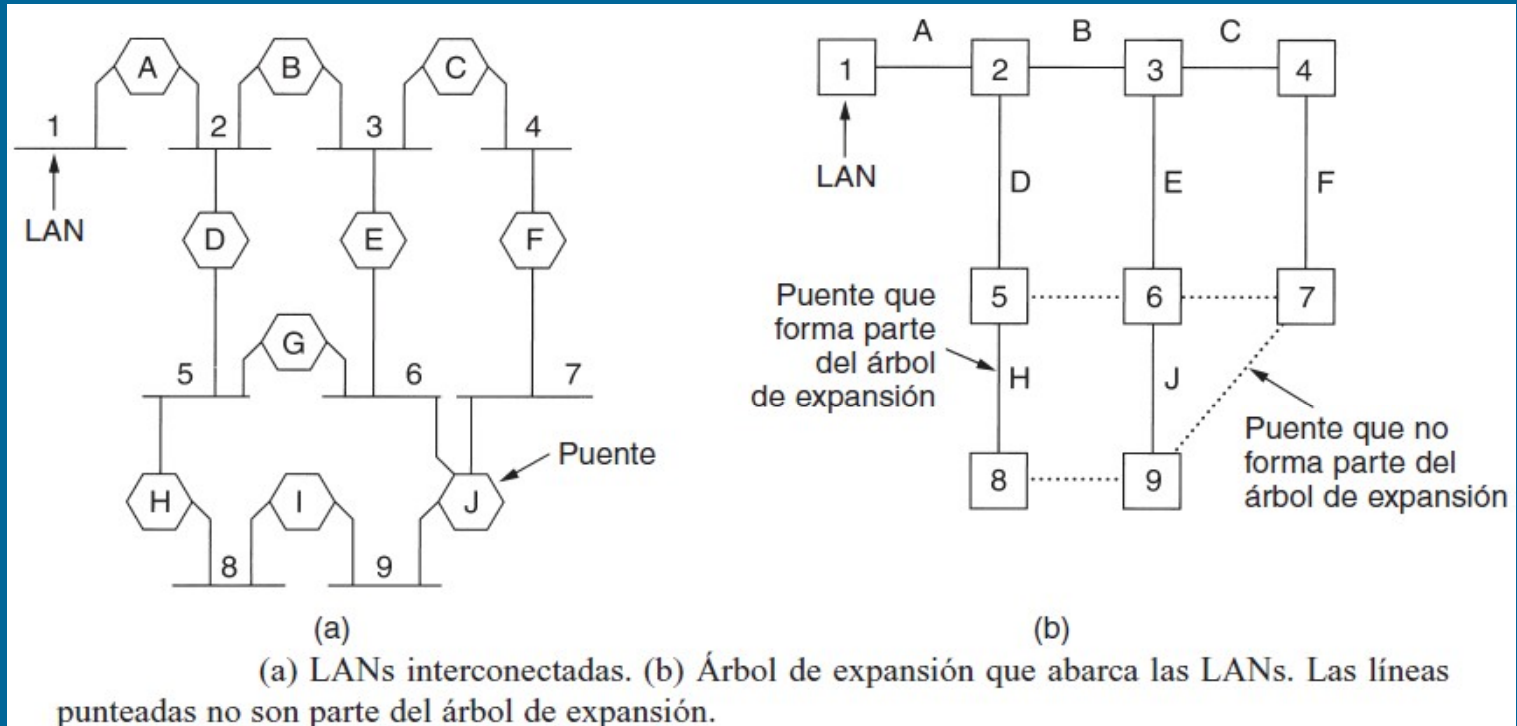 A B C
1 2 3 4
LAN
D E F
G
5 6 7
Puente
H I J
8 9
(a)
A B C
1 2 3 4
LAN
D E F
Puente que
forma parte
del árbol
de expansión
5 6 7
H J
Puente que no
forma parte del
árbol de expansión
8 9
(b)
(a) LANs interconectadas. (b) Árbol de expansión que abarca las LANs. Las líneas
punteadas no son parte del árbol de expansión.